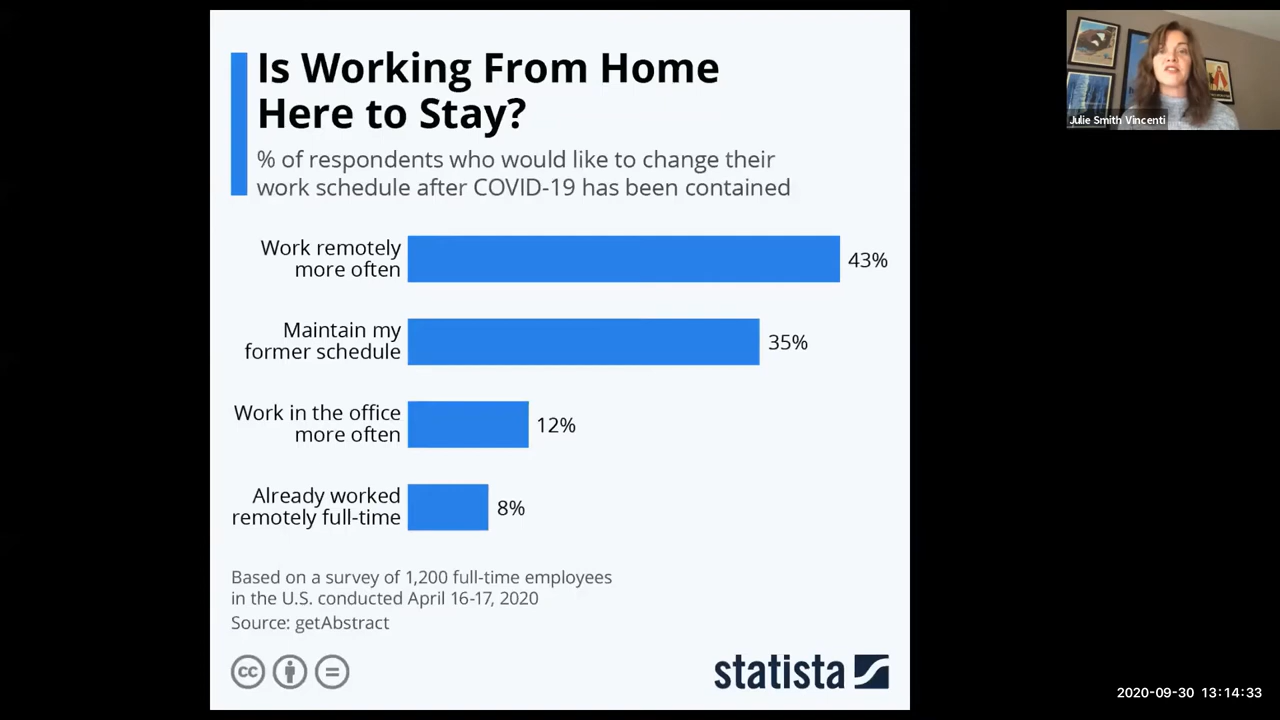 Is Working From Home
Here to Stay?
% of respondents who would like to change their
work schedule after COVID-19 has been contained
Work remotely
more often
43%
Maintain my
former schedule
35%
Work in the office
more often
12%
Already worked
remotely full-time
8%
Based on a survey of 1,200 full-time employees
in the U.S. conducted April 16-17, 2020
Source: getAbstract
cc
statista
Julie Smith Vincenti
2020-09-30 13:14:33